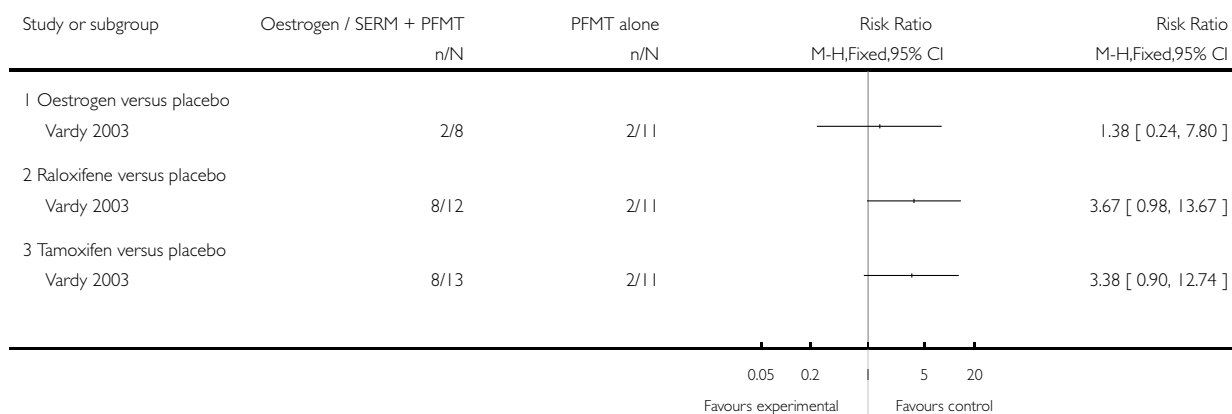 Study or subgroup Oestrogen / SERM + PFMT PFMT alone Risk Ratio Risk Ratio
n/N n/N M-H,Fixed,95% CI M-H,Fixed,95% CI
1 Oestrogen versus placebo
Vardy 2003 2/8 2/11 1.38 [ 0.24, 7.80 ]
2 Raloxifene versus placebo
Vardy 2003 8/12 2/11 3.67 [ 0.98, 13.67 ]
3 Tamoxifen versus placebo
Vardy 2003 8/13 2/11 3.38 [ 0.90, 12.74 ]
0.05 0.2 1 5 20
Favours experimental Favours control